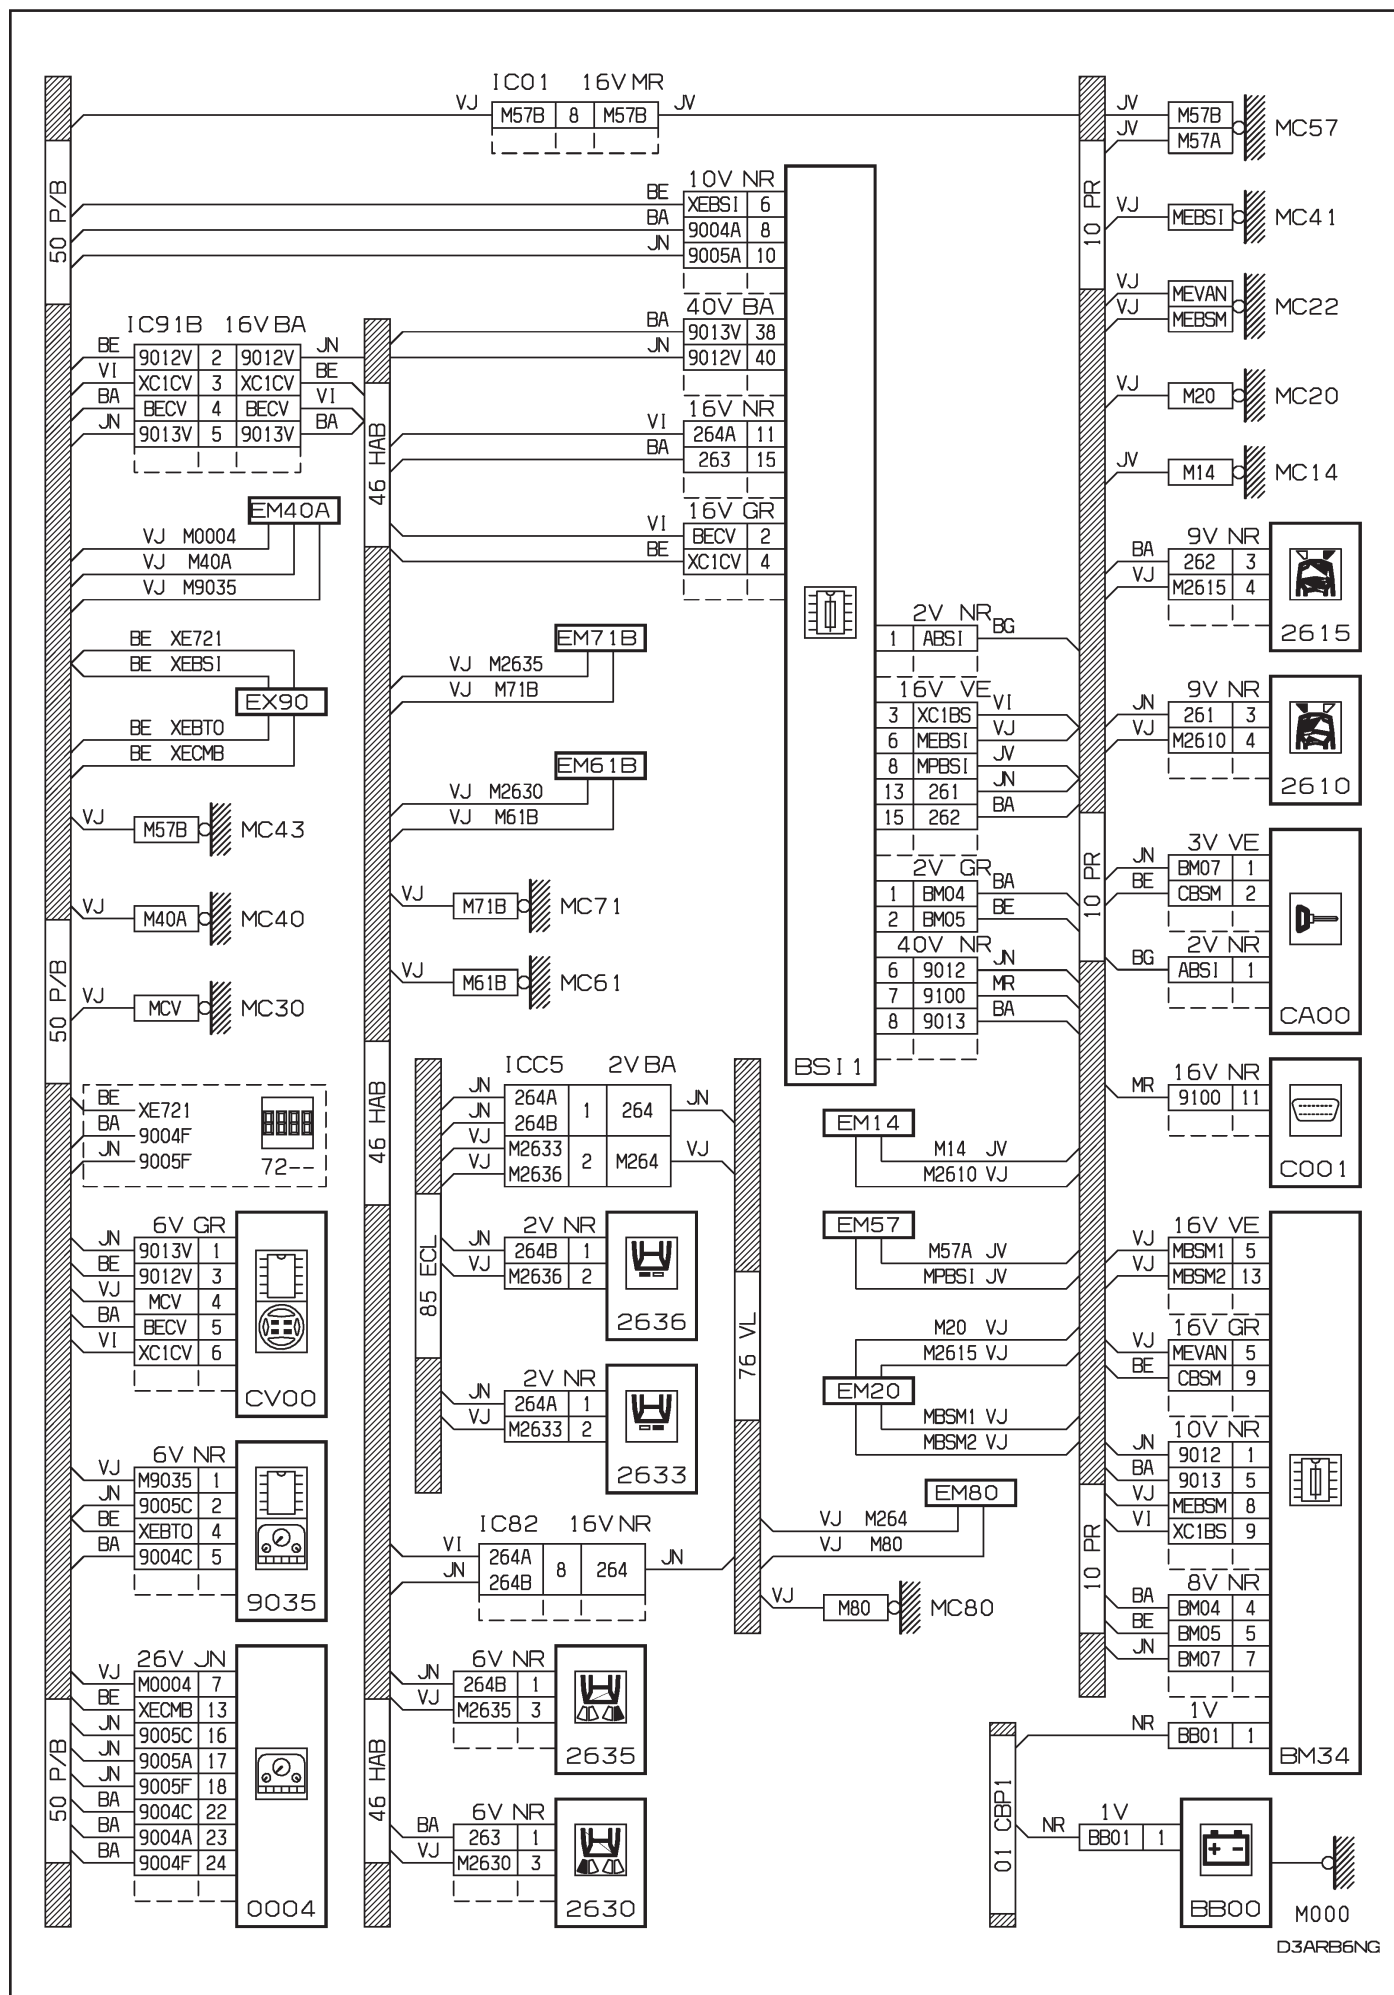 IC01 16V MR
VJ M57B 8 M57B JV
50 P/B
10V NR
BE XEBSI 6
BA 9004A 8
JN 9005A 10
40V BA
BA 9013V 38
JN 9012V 40
16V NR
VI 264A 11
BA 263 15
16V GR
VI BECV 2
BE XC1CV 4
IC91B 16V BA
BE 9012V 2 9012V JN
VI XC1CV 3 XC1CV BE
BA BECV 4 BECV VI
JN 9013V 5 9013V BA
46 HAB
EM40A
VJ M0004
VJ M40A
VJ M9035
BE XE721
BE XEBSI
EX90
BE XEBTO
BE XECMB
VJ M57B MC43
VJ M40A MC40
50 P/B
VJ MCV MC30
BE XE721
BA 9004F
JN 9005F
72--
6V GR
JN 9013V 1
BE 9012V 3
VJ MCV 4
BA BECV 5
VI XC1CV 6
CV00
6V NR
VJ M9035 1
JN 9005C 2
BE XEBTO 4
BA 9004C 5
9035
26V JN
VJ M0004 7
BE XECMB 13
JN 9005C 16
JN 9005A 17
JN 9005F 18
BA 9004C 22
BA 9004A 23
BA 9004F 24
0004
50 P/B
EM71B
VJ M2635
VJ M71B
EM61B
VJ M2630
VJ M61B
VJ M71B MC71
VJ M61B MC61
46 HAB
ICC5 2V BA
JN 264A
JN 264B
1 264 JN
VJ M2633
VJ M2636
2 M264 VJ
85 ECL
2V NR
JN 264B 1
VJ M2636 2
2636
2V NR
JN 264A 1
VJ M2633 2
2633
76 VL
IC82 16V NR
VI 264A
JN 264B
8 264 JN
EM80
VJ M264
VJ M80
VJ M80 MC80
6V NR
JN 264B 1
VJ M2635 3
2635
46 HAB
6V NR
BA 263 1
VJ M2630 3
2630
2V NR
1 ABSI BG
16V VE
3 XC1BS VI
6 MEBSI VJ
8 MPBSI JV
13 261 JN
15 262 BA
2V GR
1 BM04 BA
2 BM05 BE
40V NR
6 9012 JN
7 9100 MR
8 9013 BA
BSI1
EM14
M14 JV
M2610 VJ
EM57
M57A JV
MPBSI JV
M20 VJ
M2615 VJ
EM20
MBSM1 VJ
MBSM2 VJ
10 PR
JV M57B
JV M57A
MC57
VJ MEBSI MC41
VJ MEVAN
VJ MEBSM
MC22
VJ M20 MC20
JV M14 MC14
9V NR
BA 262 3
VJ M2615 4
2615
9V NR
JN 261 3
VJ M2610 4
2610
10 PR
3V VE
JN BM07 1
BE CBSM 2
2V NR
BG ABSI 1
CA00
16V NR
MR 9100 11
C001
16V VE
VJ MBSM1 5
VJ MBSM2 13
16V GR
VJ MEVAN 5
BE CBSM 9
10V NR
JN 9012 1
BA 9013 5
VJ MEBSM 8
VI XC1BS 9
10 PR
8V NR
BA BM04 4
BE BM05 5
JN BM07 7
1V
NR BB01 1
BM34
01 CBP1
1V
NR BB01 1
+ -
BB00
M000
D3ARB6NG